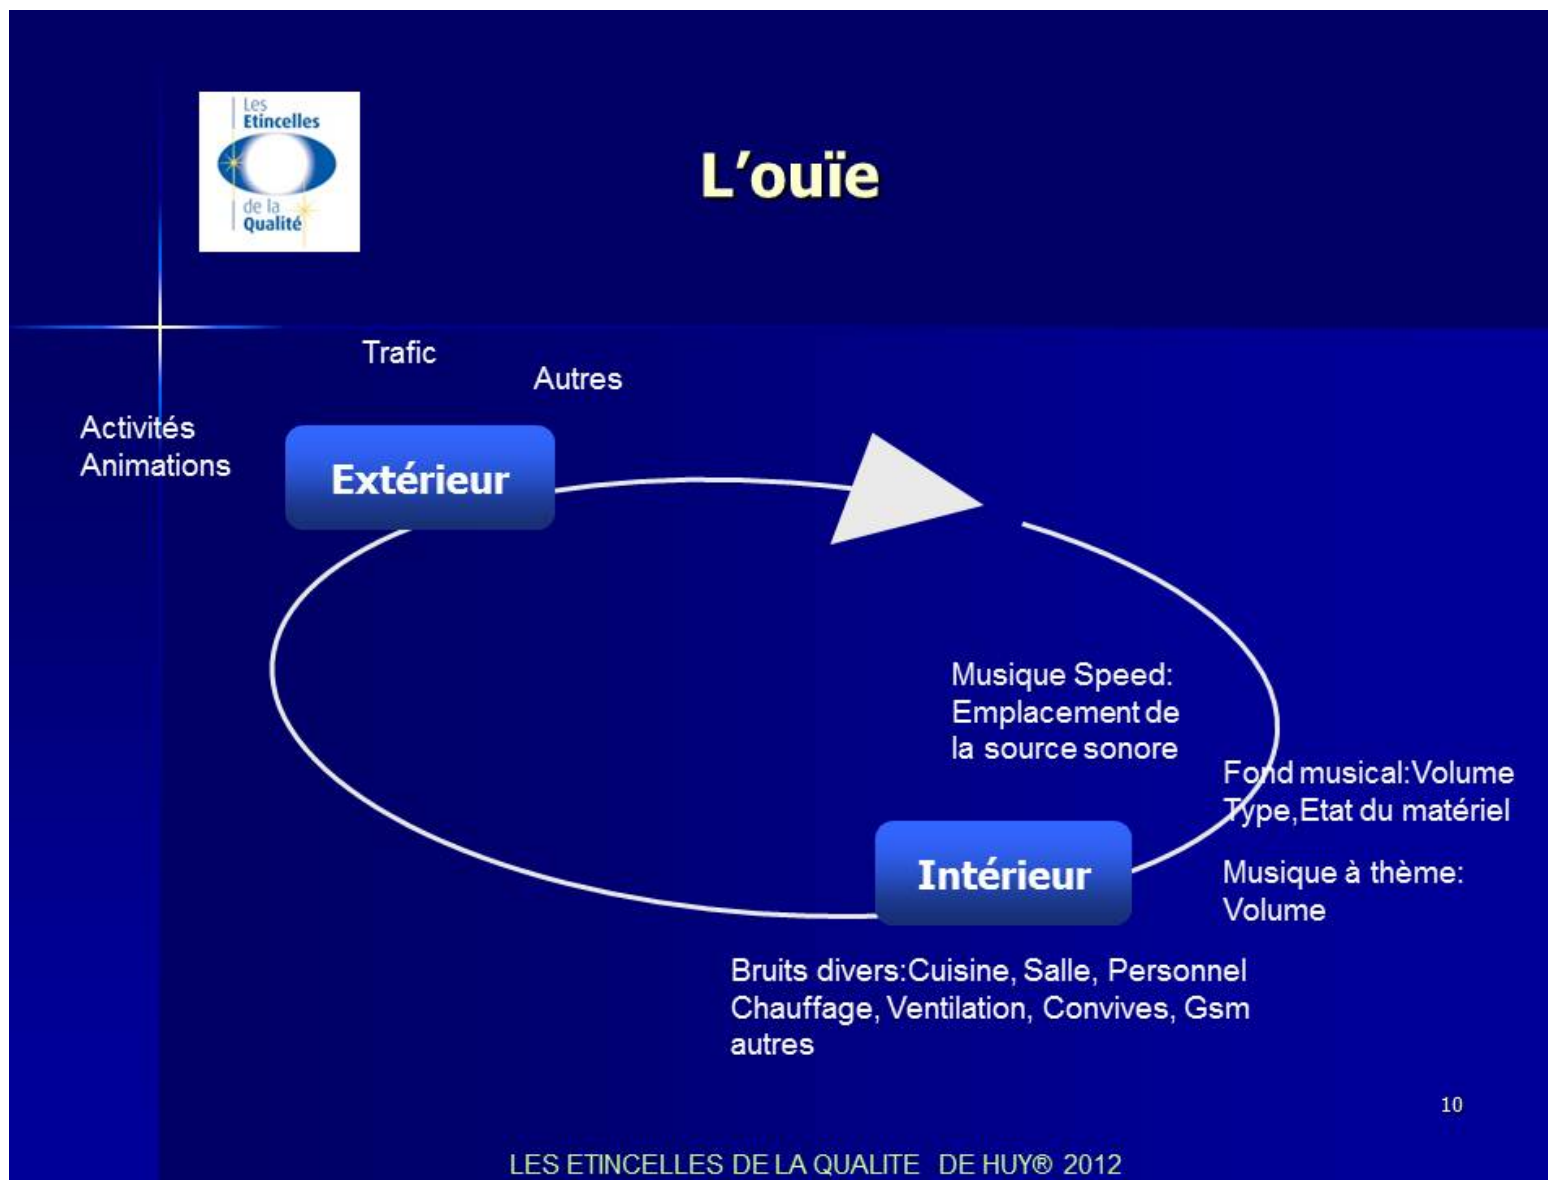 Les
Etincelles
de la
Qualité
L’ouïe
Trafic
Autres
Activités
Animations
Extérieur
Musique Speed:
Emplacement de
la source sonore
Fond musical:Volume
Type,Etat du matériel
Intérieur
Musique à thème:
Volume
Bruits divers:Cuisine, Salle, Personnel
Chauffage, Ventilation, Convives, Gsm
autres
10
LES ETINCELLES DE LA QUALITE DE HUY® 2012